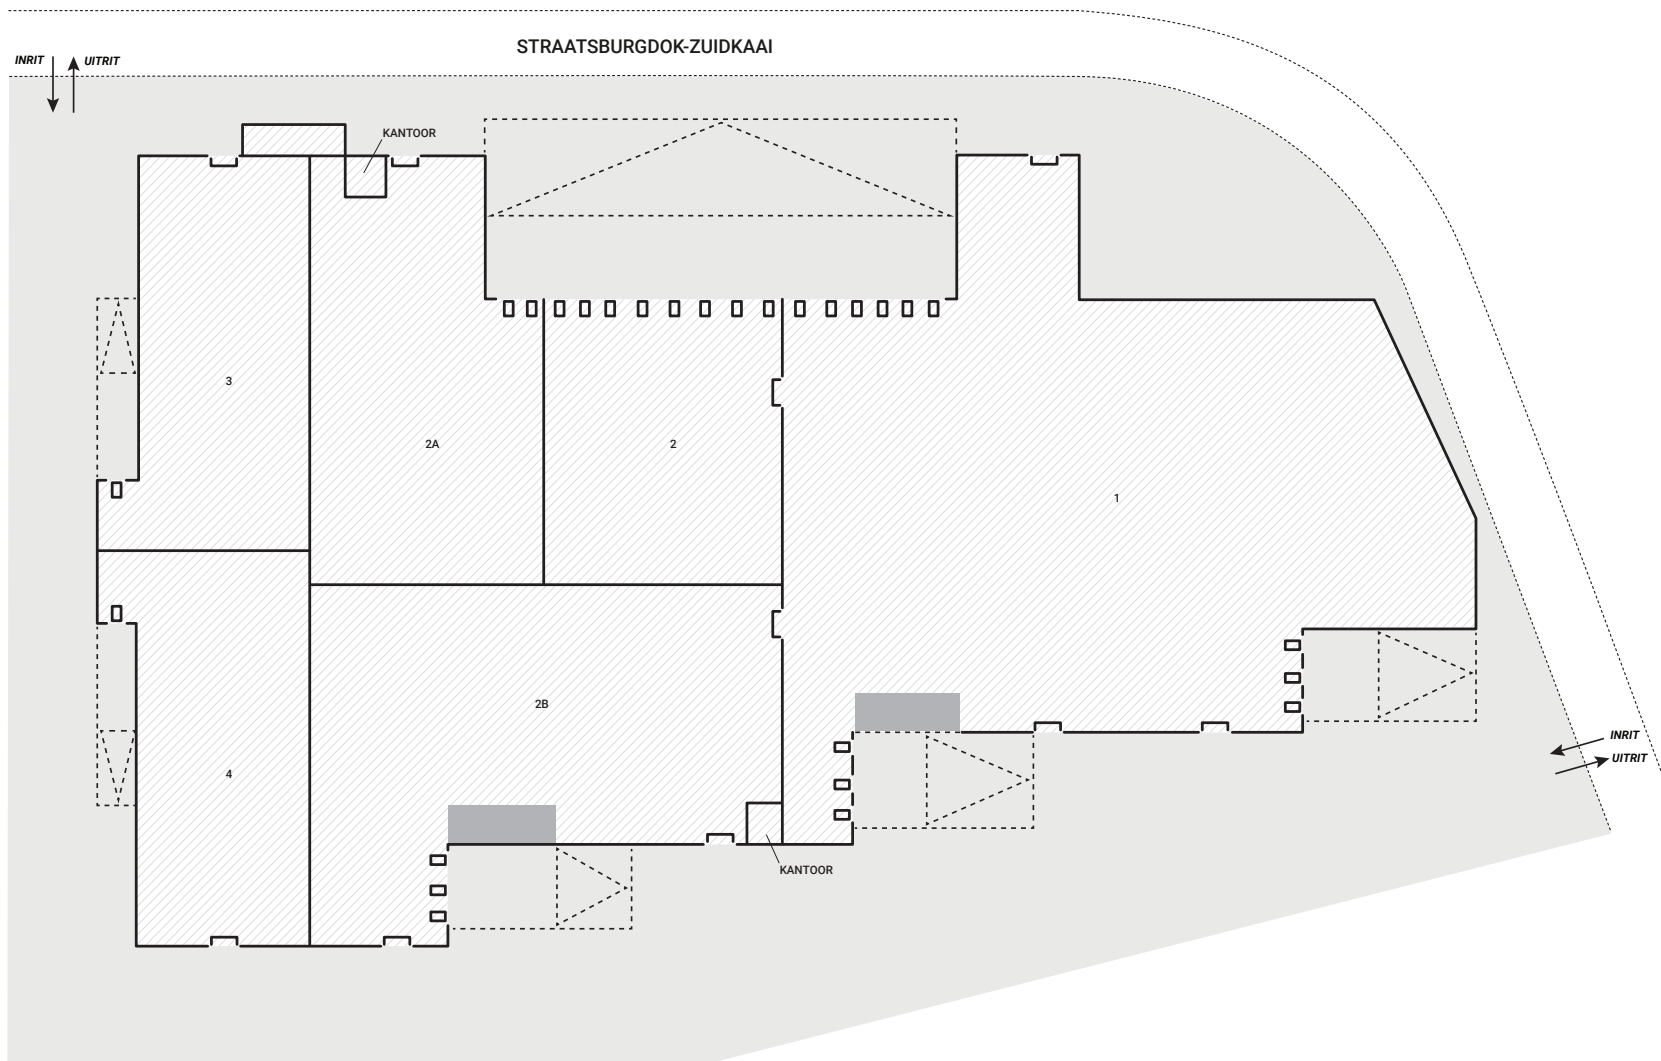 STRAATSBURGDOK-ZUIDKAAI
INRIT
UITRIT
KANTOOR
3
2A
2
1
2B
INRIT
UITRIT
4
KANTOOR